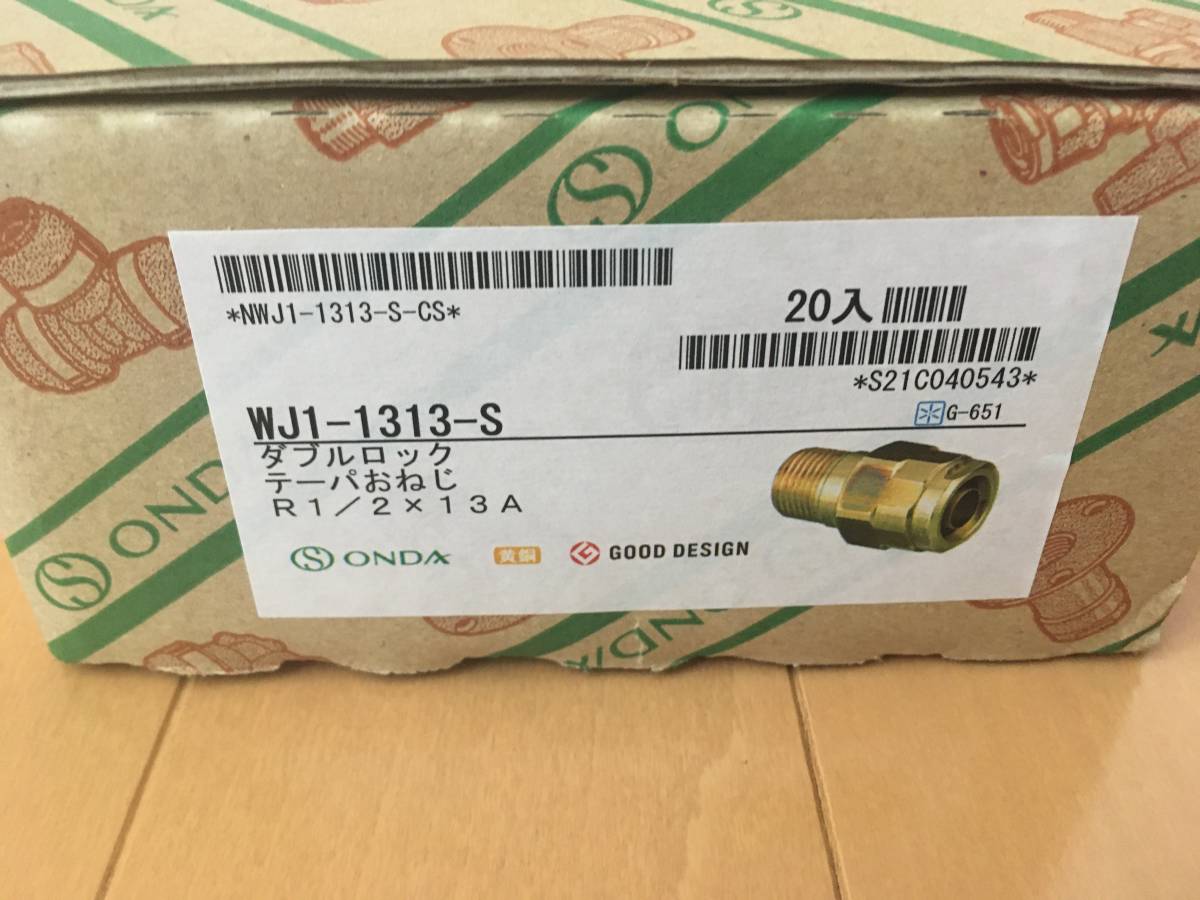 *NWJ1-1313-S-CS*
20入
*S21C040543*
G-651
WJ1-1313-S
ダブルロック
テーパおねじ
R1/2×13A
ONDA
黄銅
GOOD DESIGN
ONDA